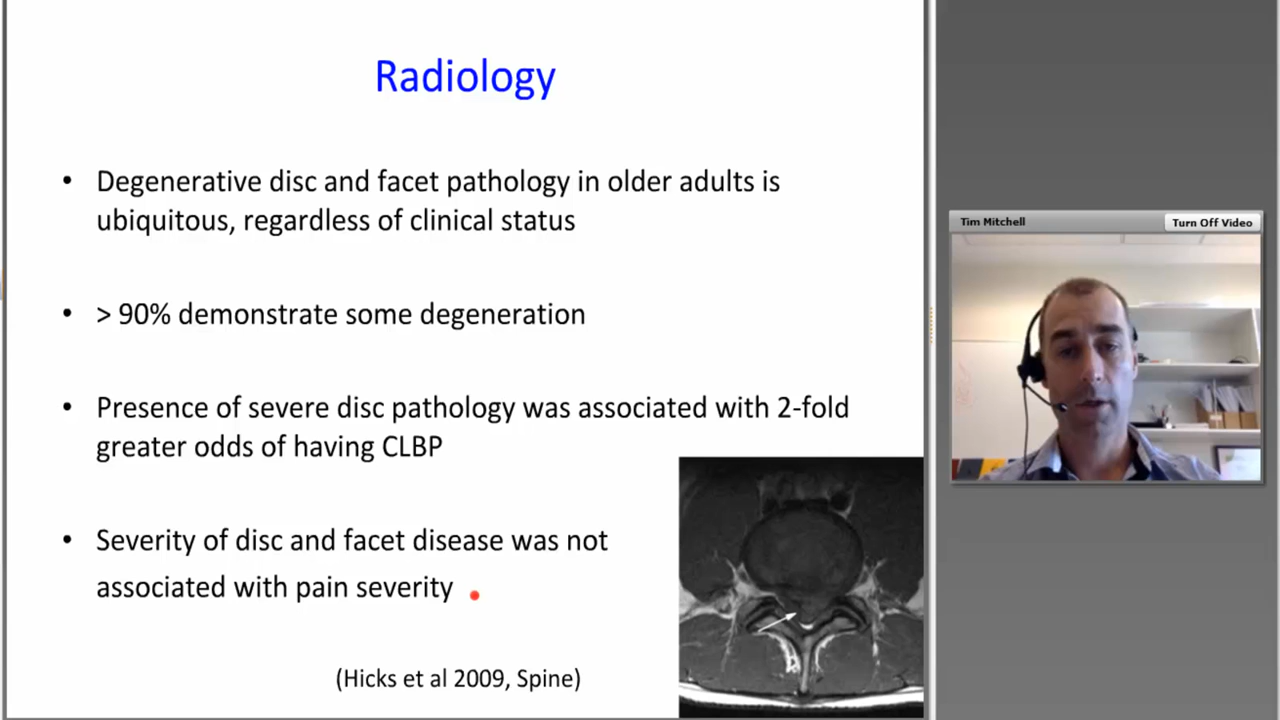 Radiology
• Degenerative disc and facet pathology in older adults is
ubiquitous, regardless of clinical status
• > 90% demonstrate some degeneration
• Presence of severe disc pathology was associated with 2-fold
greater odds of having CLBP
• Severity of disc and facet disease was not
associated with pain severity
(Hicks et al 2009, Spine)
Tim Mitchell
Turn Off Video